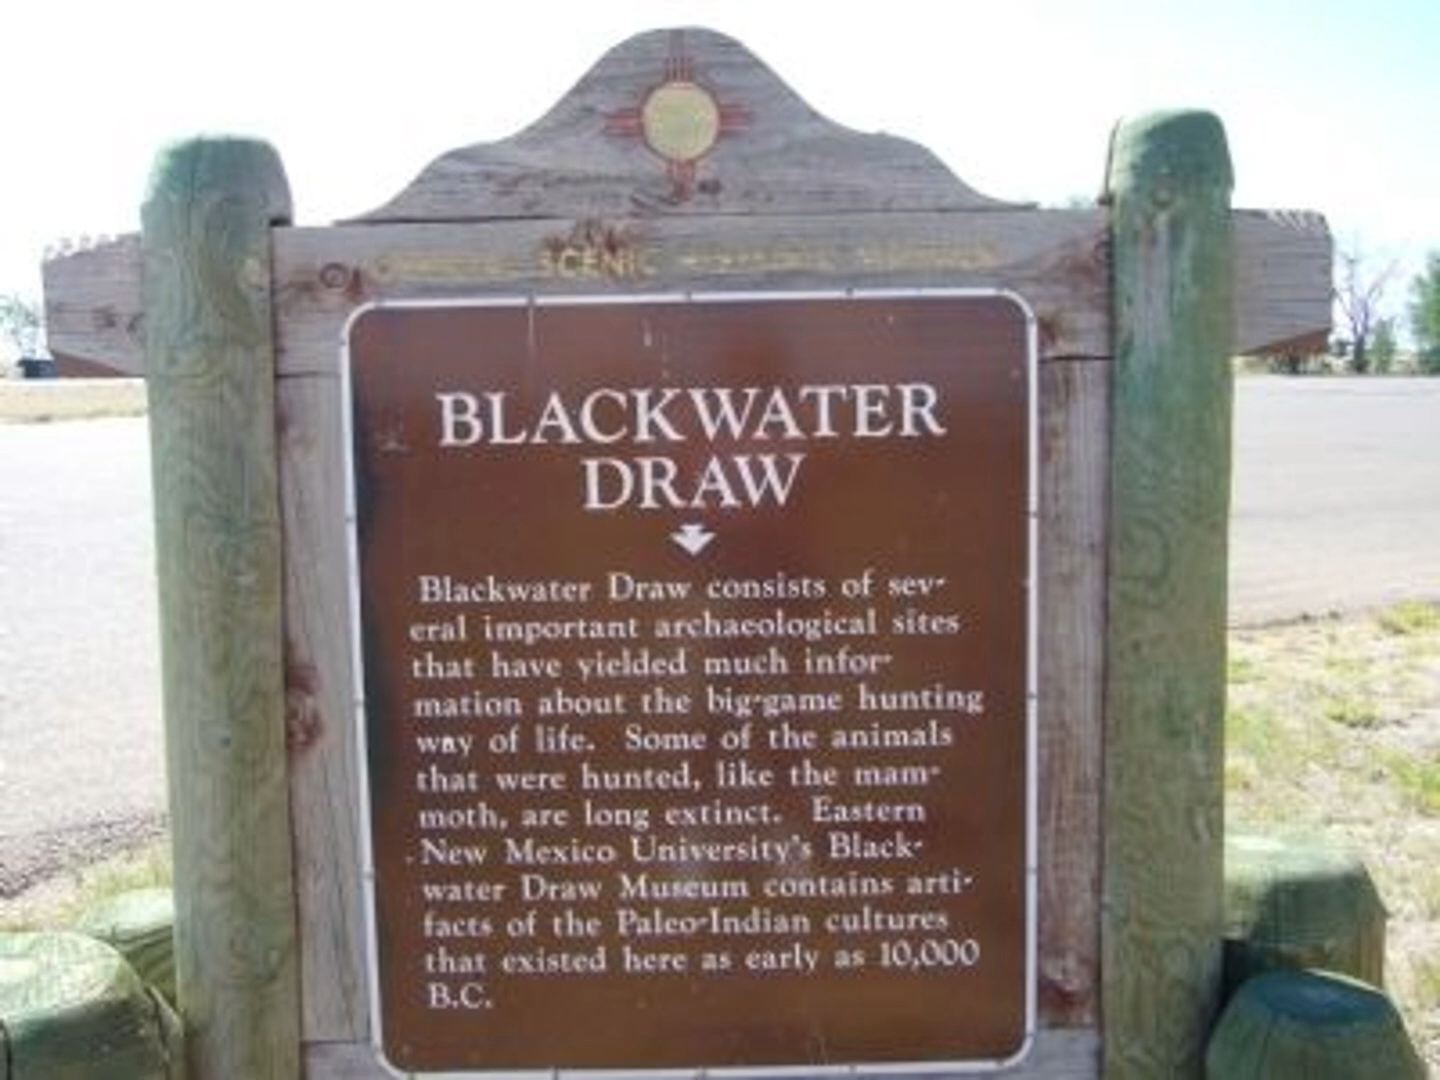 SCENIC
BLACKWATER
DRAW
Blackwater Draw consists of sev-
eral important archaeological sites
that have yielded much infor-
mation about the big-game hunting
way of life. Some of the animals
that were hunted, like the mam-
moth, are long extinct. Eastern
New Mexico University's Black-
water Draw Museum contains arti-
facts of the Paleo-Indian cultures
that existed here as early as 10,000
B.C.